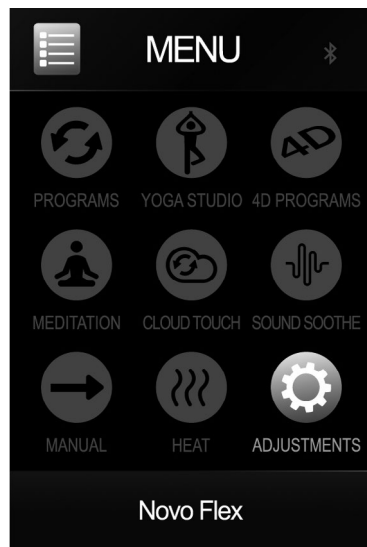 MENU
PROGRAMS YOGA STUDIO 4D PROGRAMS
MEDITATION CLOUD TOUCH SOUND SOOTHE
MANUAL HEAT ADJUSTMENTS
Novo Flex